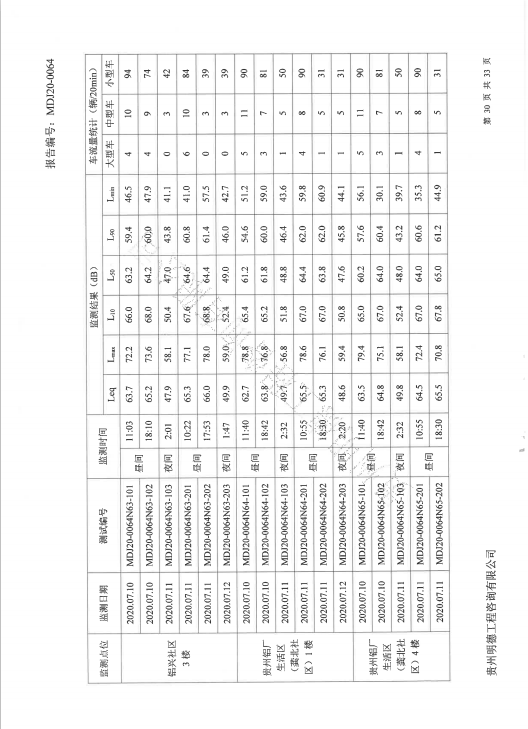 报告编号：MDJ20-0064
监测点位 监测日期 测试编号 监测时间 监测结果（dB） 车流量统计（辆/20min）
Leq Lmax L10 L50 L90 Lmin 大型车 中型车 小型车
铝兴社区3楼 2020.07.10 MDJ20-0064N63-101 昼间 11:03 63.7 72.2 66.0 63.2 59.4 46.5 4 10 94
2020.07.10 MDJ20-0064N63-102 18:10 65.2 73.6 68.0 64.2 60.0 47.9 4 9 74
2020.07.11 MDJ20-0064N63-103 夜间 2:01 47.9 58.1 50.4 47.0 43.8 41.1 0 3 42
2020.07.11 MDJ20-0064N63-201 昼间 10:22 65.3 77.1 67.6 64.6 60.8 41.0 6 10 84
2020.07.11 MDJ20-0064N63-202 17:53 66.0 78.0 68.8 64.4 61.4 57.5 0 3 39
2020.07.12 MDJ20-0064N63-203 夜间 1:47 49.9 59.0 52.4 49.0 46.0 42.7 0 3 39
贵州铝厂生活区（龚北社区）1楼 2020.07.10 MDJ20-0064N64-101 昼间 11:40 62.7 78.8 65.4 61.2 54.6 51.2 5 11 90
2020.07.10 MDJ20-0064N64-102 18:42 63.8 76.8 65.2 61.8 60.0 59.0 3 7 81
2020.07.11 MDJ20-0064N64-103 夜间 2:32 49.7 56.8 51.8 48.8 46.4 43.6 1 5 50
2020.07.11 MDJ20-0064N64-201 昼间 10:55 65.5 78.6 67.0 64.4 62.0 59.8 4 8 90
2020.07.11 MDJ20-0064N64-202 18:30 65.3 76.1 67.0 63.8 62.0 60.9 1 5 31
2020.07.12 MDJ20-0064N64-203 夜间 2:20 48.6 59.4 50.8 47.6 45.8 44.1 1 5 31
贵州铝厂生活区（龚北社区）4楼 2020.07.10 MDJ20-0064N65-101 昼间 11:40 63.5 79.4 65.0 60.2 57.6 56.1 5 11 90
2020.07.10 MDJ20-0064N65-102 18:42 64.8 75.1 67.0 64.0 60.4 30.1 3 7 81
2020.07.11 MDJ20-0064N65-103 夜间 2:32 49.8 58.1 52.4 48.0 43.2 39.7 1 5 50
2020.07.11 MDJ20-0064N65-201 昼间 10:55 64.5 72.4 67.0 64.0 60.6 35.3 4 8 90
2020.07.11 MDJ20-0064N65-202 18:30 65.5 70.8 67.8 65.0 61.2 44.9 1 5 31
贵州明德工程咨询有限公司
第 30 页 共 33 页